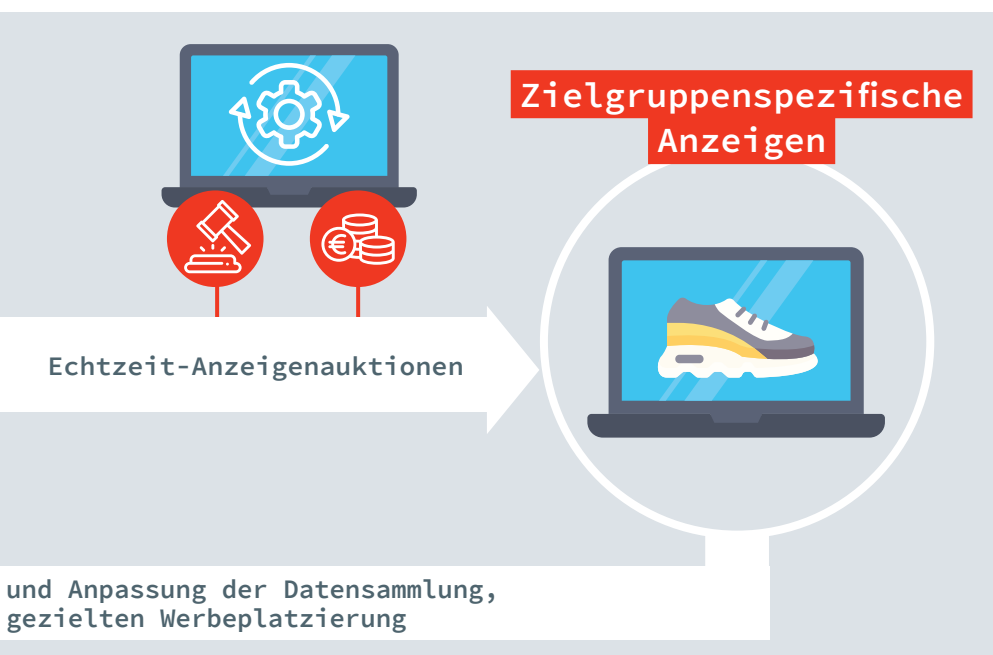 Zielgruppenspezifische
Anzeigen
€
Echtzeit-Anzeigenauktionen
und Anpassung der Datensammlung,
gezielten Werbeplatzierung